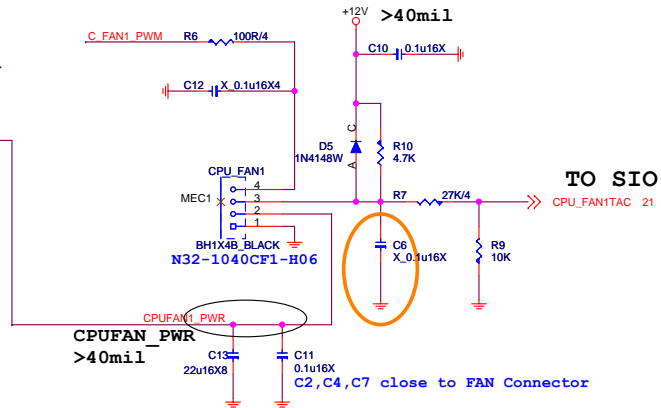 +12V >40mil
C_FAN1_PWM R6 100R/4
C10 0.1u16X
C12 X_0.1u16X4
D5
1N4148W
C
A
R10
4.7K
CPU_FAN1
MEC1
4
3
2
1
R7 27K/4
TO SIO
CPU_FAN1TAC 21
BH1X4B_BLACK
N32-1040CF1-H06
C6
X_0.1u16X
R9
10K
CPUFAN1_PWR
CPUFAN_PWR
>40mil
C13
22u16X8
C11
0.1u16X
C2,C4,C7 close to FAN Connector